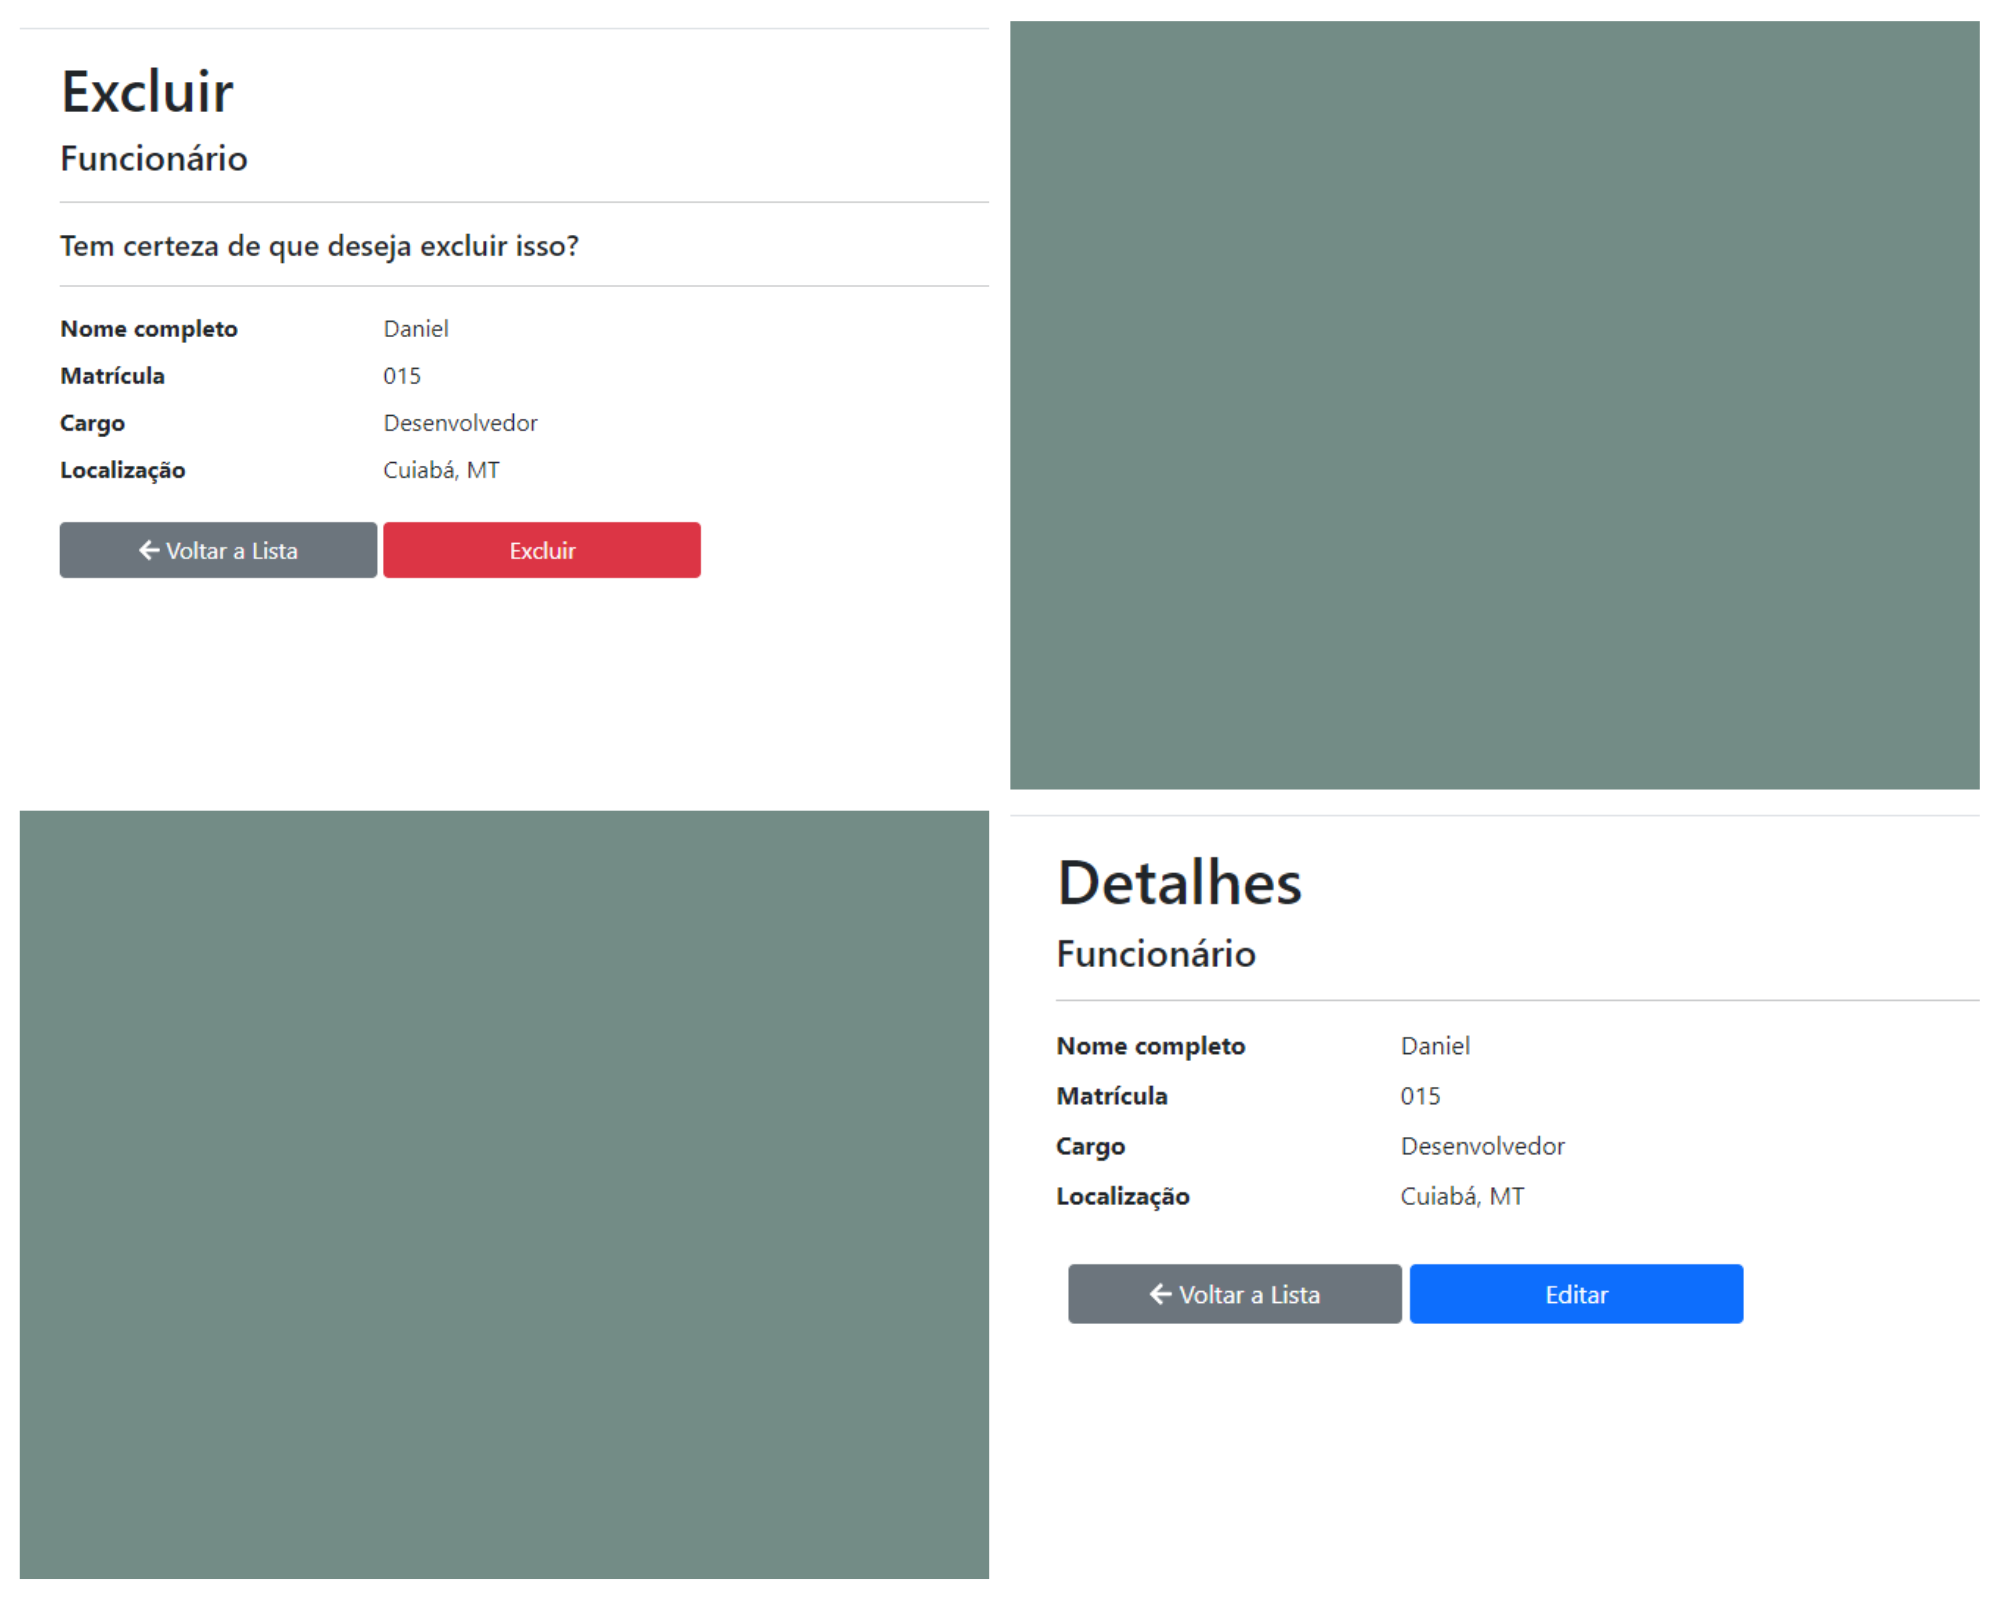 Excluir
Funcionário
Tem certeza de que deseja excluir isso?
Nome completo Daniel
Matrícula 015
Cargo Desenvolvedor
Localização Cuiabá, MT
Voltar a Lista Excluir
Detalhes
Funcionário
Nome completo Daniel
Matrícula 015
Cargo Desenvolvedor
Localização Cuiabá, MT
Voltar a Lista Editar